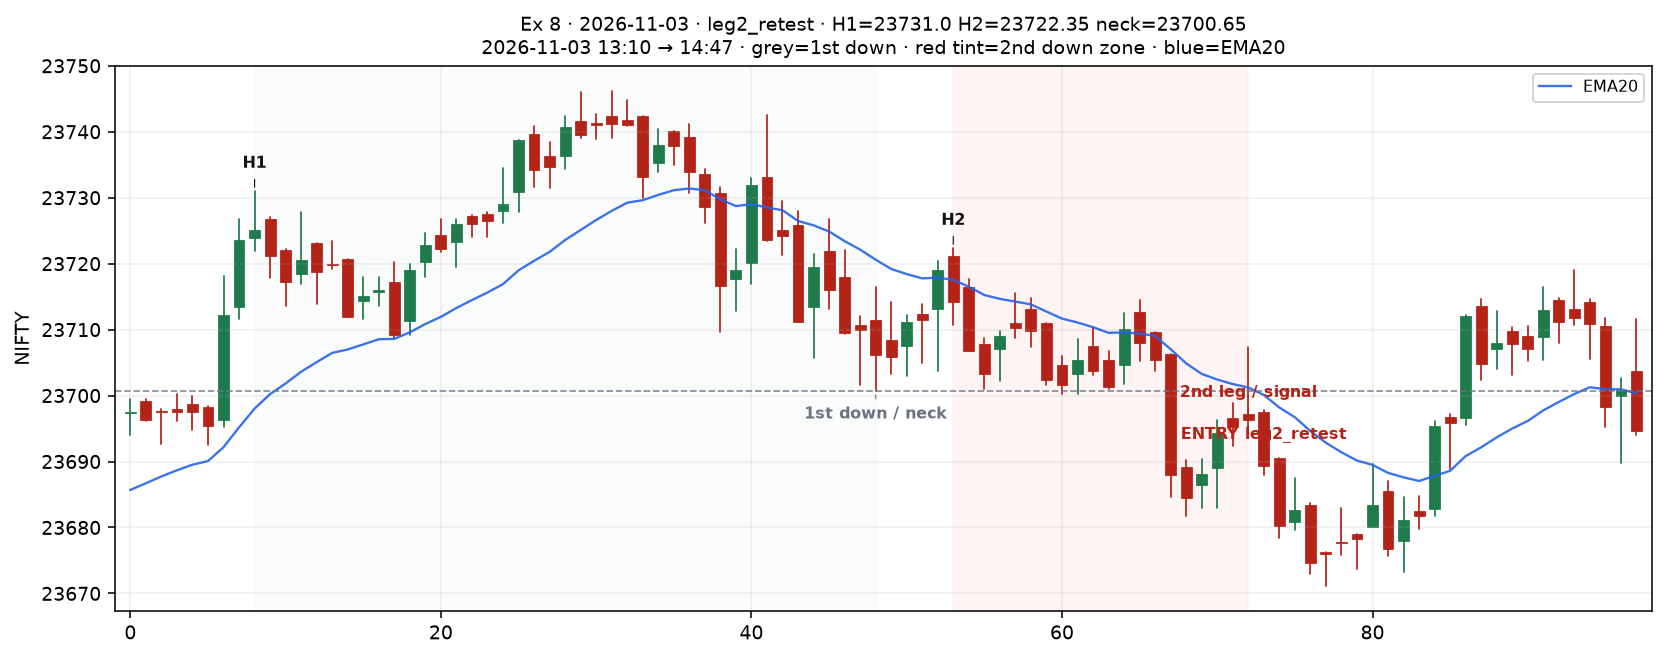 Ex 8 · 2026-11-03 · leg2_retest · H1=23731.0 H2=23722.35 neck=23700.65
2026-11-03 13:10 → 14:47 · grey=1st down · red tint=2nd down zone · blue=EMA20
23750
23740
23730
23720
23710
23700
23690
23680
23670
NIFTY
EMA20
H1
H2
1st down / neck
2nd leg / signal
ENTRY leg2_retest
0
20
40
60
80